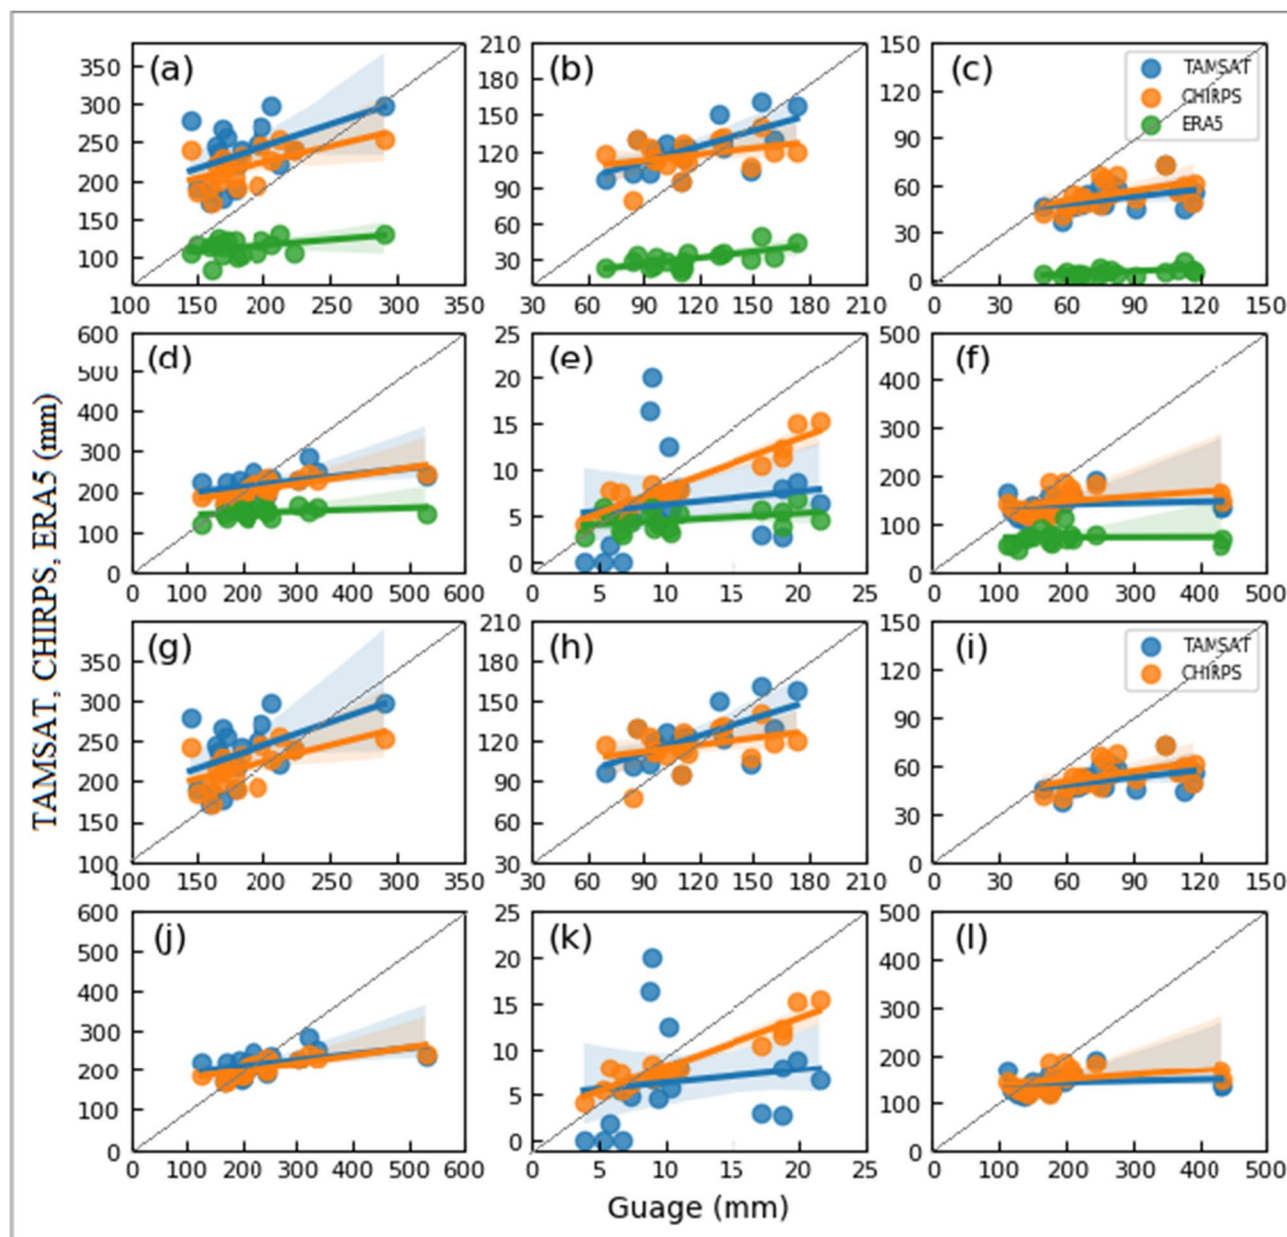 TAMSAT, CHIRPS, ERA5 (mm)
(a)
350
300
250
200
150
100
100 150 200 250 300 350
(b)
210
180
150
120
90
60
30
30 60 90 120 150 180 210
(c)
TAMSAT
CHIRPS
ERA5
150
120
90
60
30
0
0 30 60 90 120 150
(d)
600
500
400
300
200
100
0
0 100 200 300 400 500 600
(e)
25
20
15
10
5
0
0 5 10 15 20 25
(f)
500
400
300
200
100
0
0 100 200 100 400 500
(g)
350
300
250
200
150
100
100 150 200 250 300 350
(h)
210
180
150
120
90
60
30
30 60 90 120 150 180 210
(i)
TAMSAT
CHIRPS
150
120
90
60
30
0
0 30 60 90 120 150
(j)
600
500
400
300
200
100
0
0 100 200 300 400 500 600
(k)
25
20
15
10
5
0
0 5 10 15 20 25
(l)
500
400
300
200
100
0
0 100 200 100 400 500
Guage (mm)